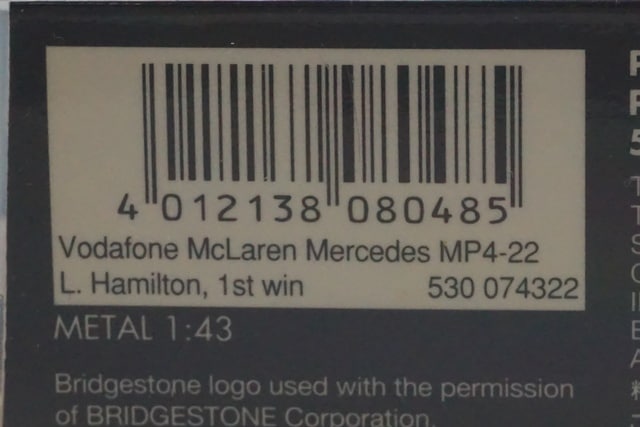 4 012138 080485
Vodafone McLaren Mercedes MP4-22
L. Hamilton, 1st win 530 074322
METAL 1:43
Bridgestone logo used with the permission
of BRIDGESTONE Corporation.